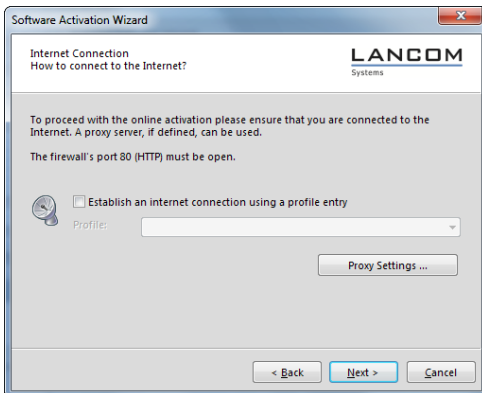 Software Activation Wizard
Internet Connection
How to connect to the Internet?
LANCOM
Systems
To proceed with the online activation please ensure that you are connected to the
Internet. A proxy server, if defined, can be used.
The firewall's port 80 (HTTP) must be open.
Establish an internet connection using a profile entry
Profile:
Proxy Settings ...
< Back
Next >
Cancel